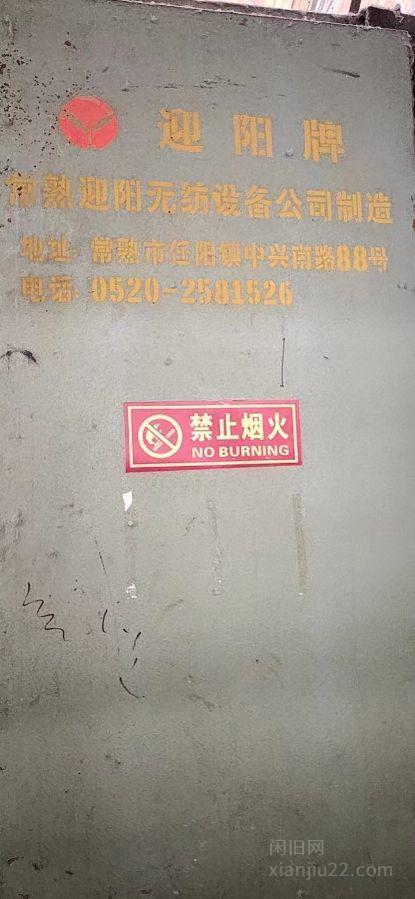 迎阳牌
常熟迎阳无纺设备公司制造
地址:常熟市任阳镇中兴南路88号
电话:0520-2581526
禁止烟火
NO BURNING
闲旧网
xianjiu22.com